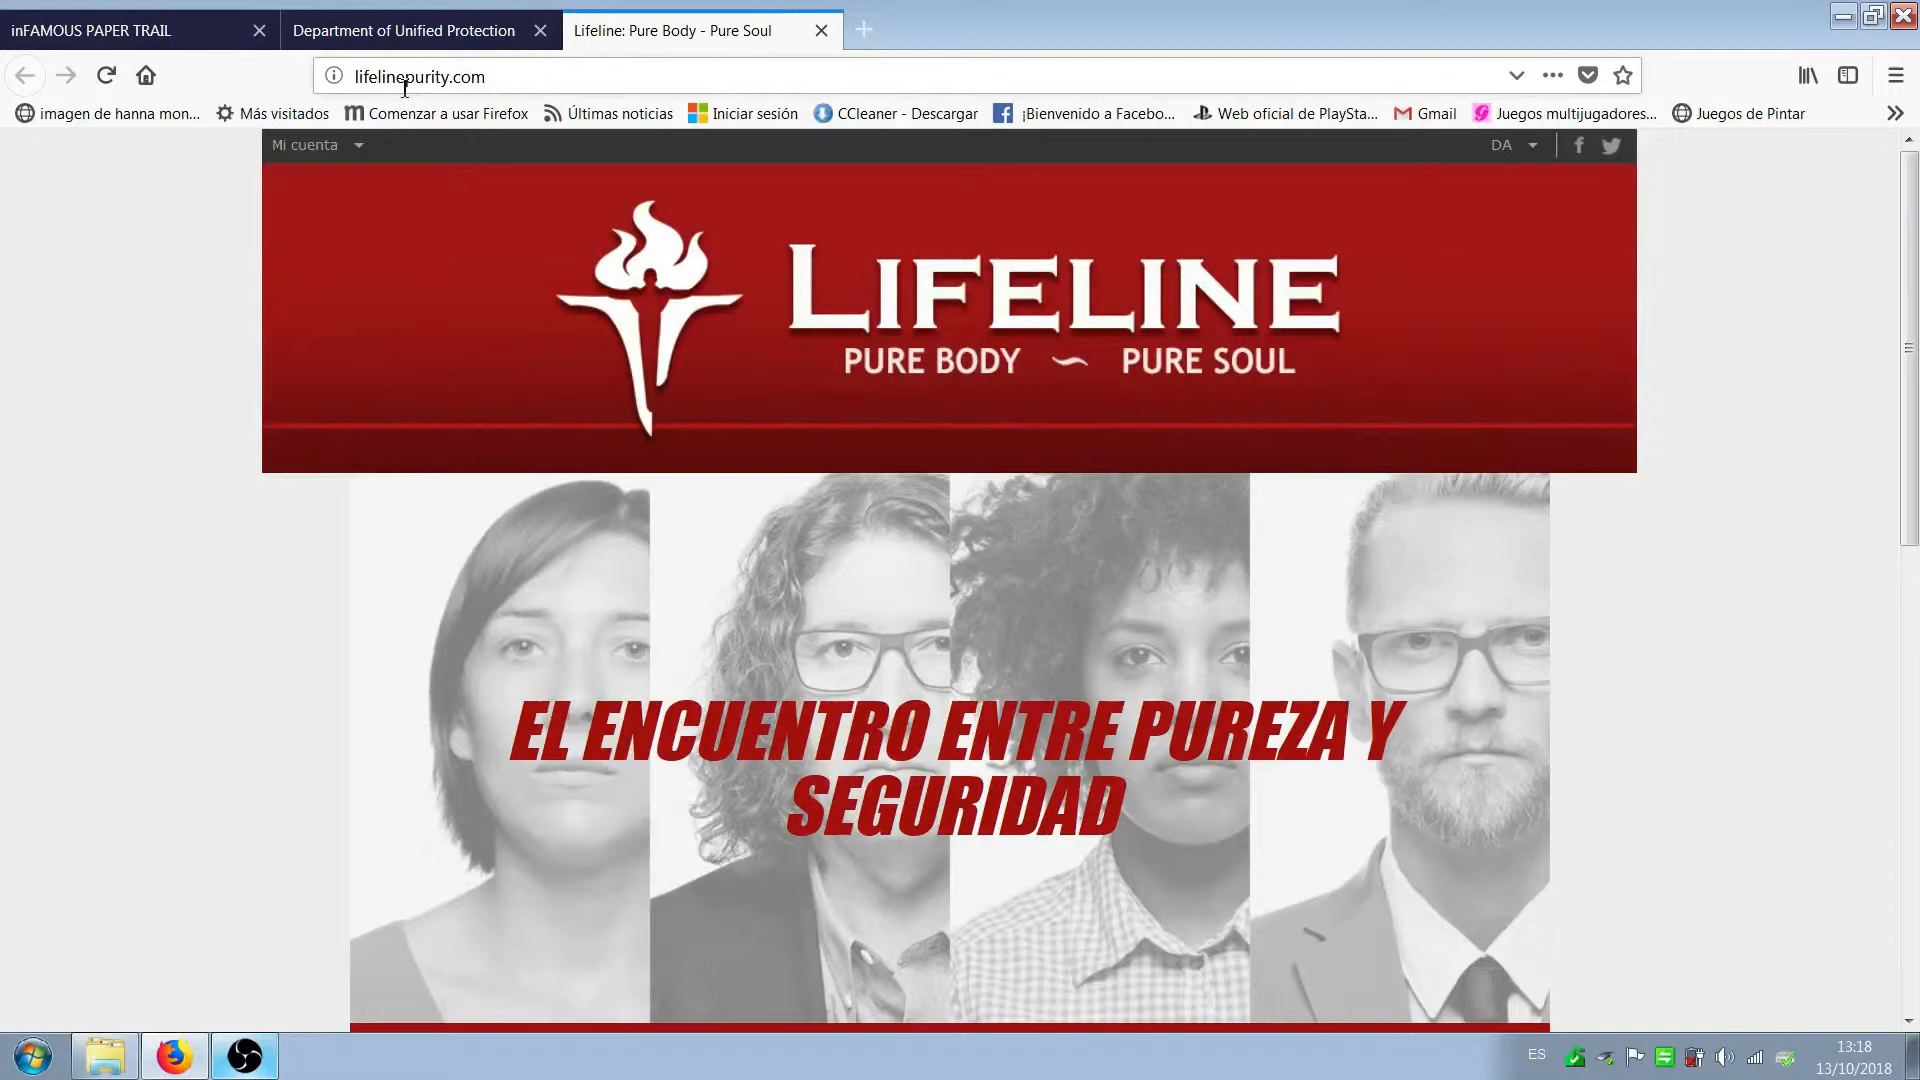 inFAMOUS PAPER TRAIL
Department of Unified Protection
Lifeline: Pure Body - Pure Soul
lifelinepurity.com
imagen de hanna mon...
Más visitados
Comenzar a usar Firefox
Últimas noticias
Iniciar sesión
CCleaner - Descargar
¡Bienvenido a Facebo...
Web oficial de PlaySta...
Gmail
Juegos multijugadores...
Juegos de Pintar
Mi cuenta
DA
LIFELINE
PURE BODY ~ PURE SOUL
EL ENCUENTRO ENTRE PUREZA Y
SEGURIDAD
ES
13:18
13/10/2018